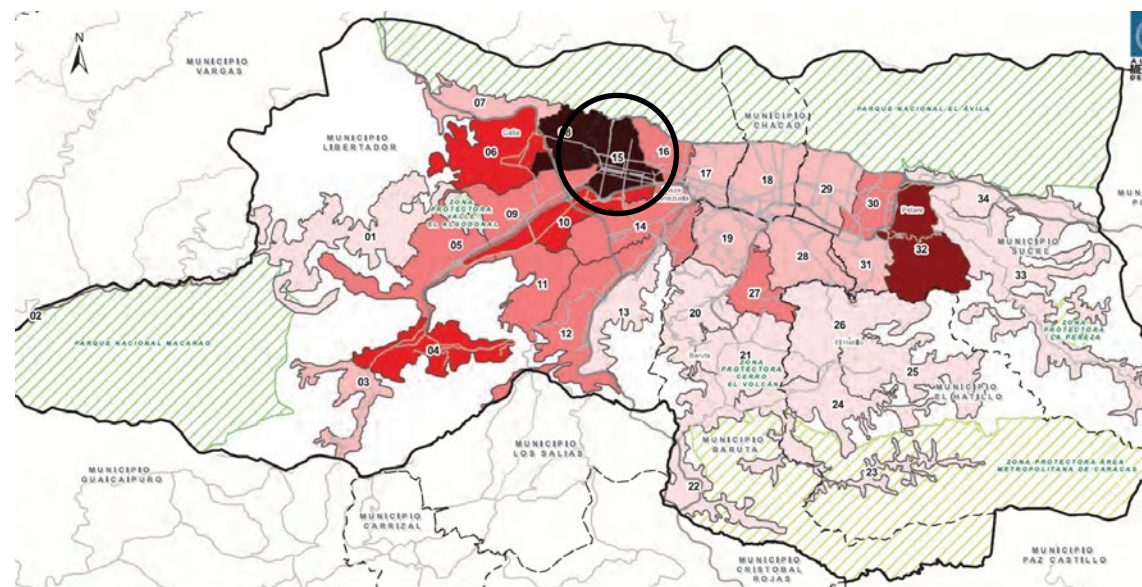 N
MUNICIPIO
VARGAS
PARQUE NACIONAL EL ÁVILA
MUNICIPIO
CHACAO
MUNICIPIO
LIBERTADOR
07
06
Catia
15
16
17
18
29
30
Petare
32
34
MUNICIPIO
SUCRE
33
ZONA
PROTECTORA
VALLE
EL ALGODONAL
01
05
09
10
14
19
28
31
27
11
12
13
20
Baruta
21
ZONA
PROTECTORA
CERRO
EL VOLCÁN
26
El Hatillo
25
24
MUNICIPIO
EL HATILLO
ZONA
PROTECTORA
LA PEREZA
02
PARQUE NACIONAL MACARAO
04
03
MUNICIPIO
GUAICAIPURO
MUNICIPIO
CARRIZAL
MUNICIPIO
LOS SALIAS
MUNICIPIO
BARUTA
22
23
ZONA PROTECTORA ÁREA
METROPOLITANA DE CARACAS
MUNICIPIO
CRISTOBAL
ROJAS
MUNICIPIO
PAZ CASTILLO